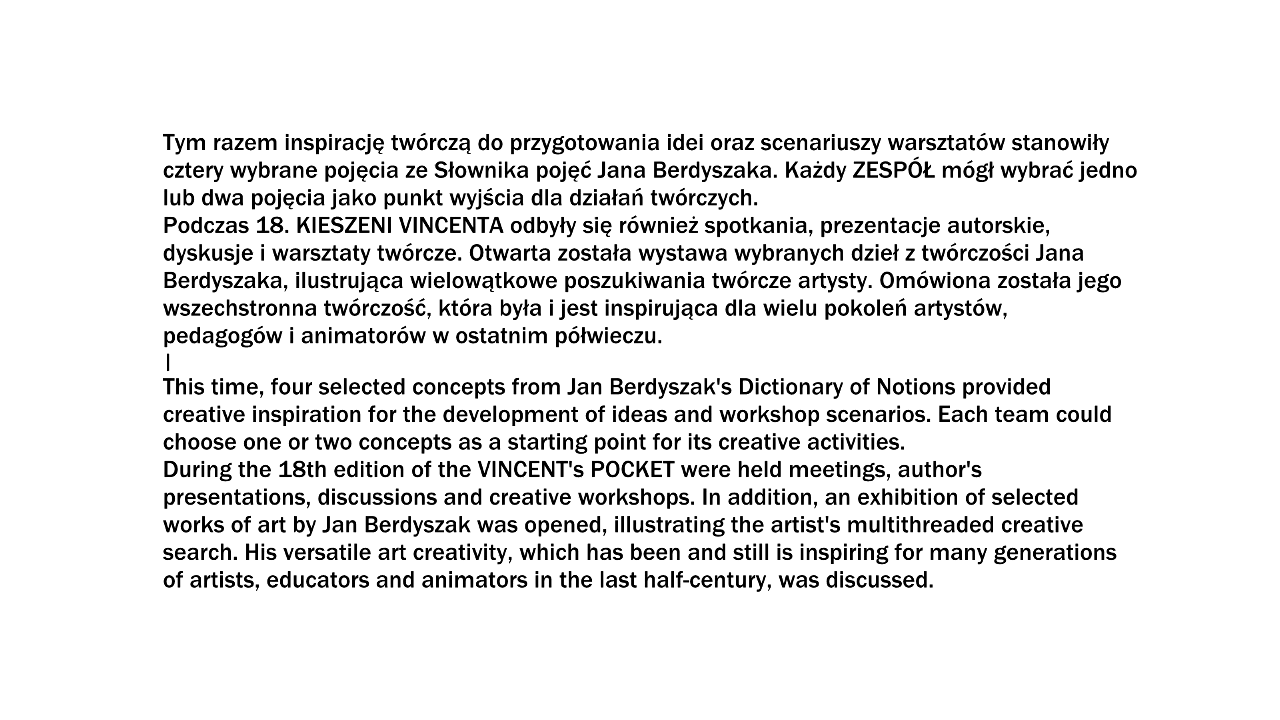 Tym razem inspirację twórczą do przygotowania idei oraz scenariuszy warsztatów stanowiły
cztery wybrane pojęcia ze Słownika pojęć Jana Berdyszaka. Każdy ZESPÓŁ mógł wybrać jedno
lub dwa pojęcia jako punkt wyjścia dla działań twórczych.
Podczas 18. KIESZENI VINCENTA odbyły się również spotkania, prezentacje autorskie,
dyskusje i warsztaty twórcze. Otwarta została wystawa wybranych dzieł z twórczości Jana
Berdyszaka, ilustrująca wielowątkowe poszukiwania twórcze artysty. Omówiona została jego
wszechstronna twórczość, która była i jest inspirująca dla wielu pokoleń artystów,
pedagogów i animatorów w ostatnim półwieczu.
|
This time, four selected concepts from Jan Berdyszak's Dictionary of Notions provided
creative inspiration for the development of ideas and workshop scenarios. Each team could
choose one or two concepts as a starting point for its creative activities.
During the 18th edition of the VINCENT's POCKET were held meetings, author's
presentations, discussions and creative workshops. In addition, an exhibition of selected
works of art by Jan Berdyszak was opened, illustrating the artist's multithreaded creative
search. His versatile art creativity, which has been and still is inspiring for many generations
of artists, educators and animators in the last half-century, was discussed.